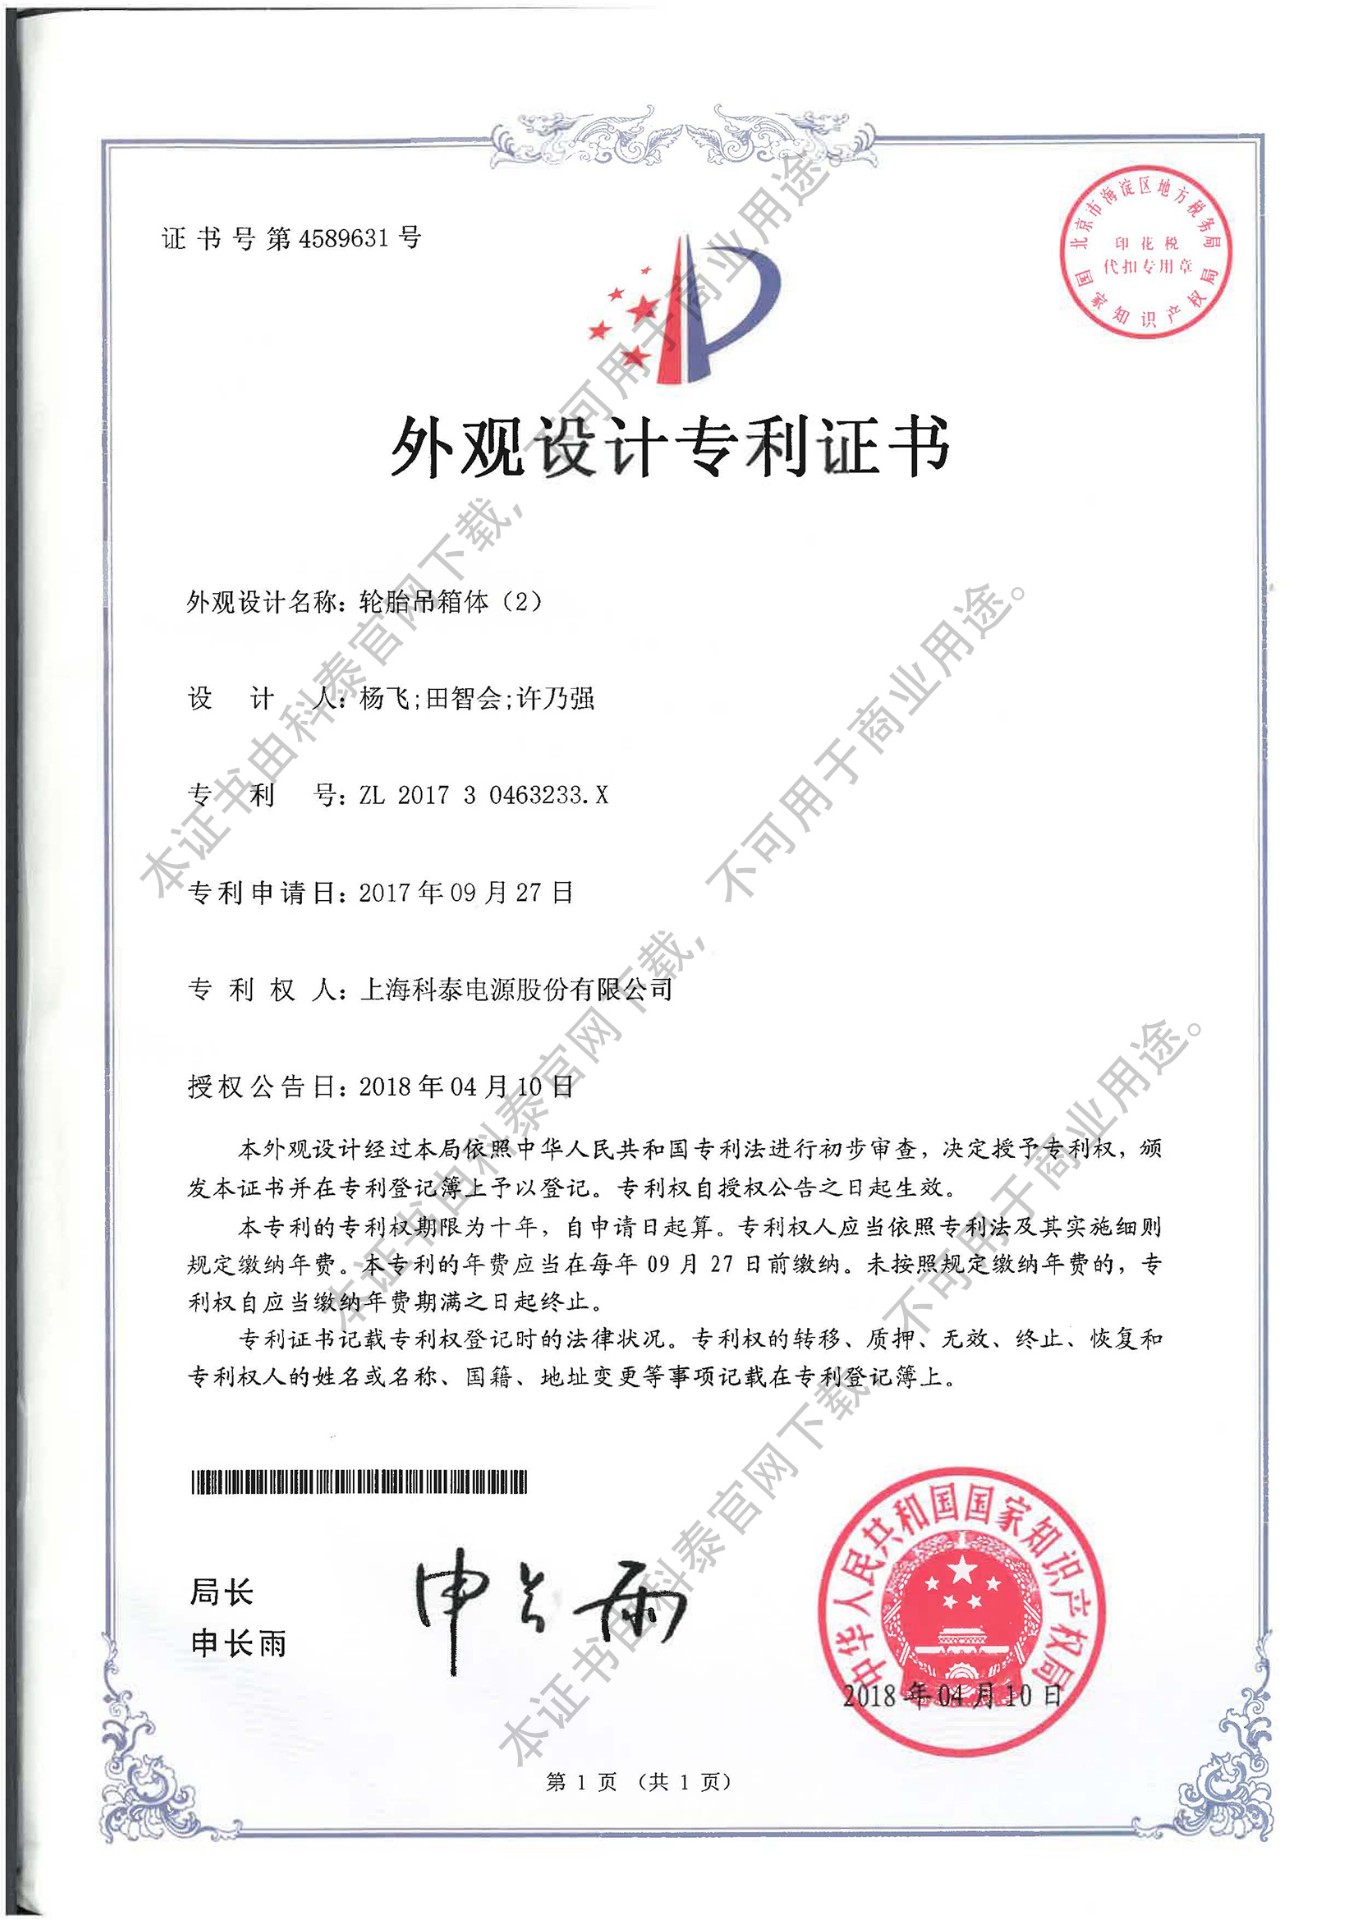 证书号第4589631号
北京市海淀区地方税务局
印花税
代扣专用章
国家知识产权局
外观设计专利证书
外观设计名称：轮胎吊箱体（2）
设计人：杨飞;田智会;许乃强
专利号：ZL 2017 3 0463233.X
专利申请日：2017年09月27日
专利权人：上海科泰电源股份有限公司
授权公告日：2018年04月10日
本外观设计经过本局依照中华人民共和国专利法进行初步审查，决定授予专利权，颁
发本证书并在专利登记簿上予以登记。专利权自授权公告之日起生效。
本专利的专利权期限为十年，自申请日起算。专利权人应当依照专利法及其实施细则
规定缴纳年费。本专利的年费应当在每年09月27日前缴纳。未按照规定缴纳年费的，专
利权自应当缴纳年费期满之日起终止。
专利证书记载专利权登记时的法律状况。专利权的转移、质押、无效、终止、恢复和
专利权人的姓名或名称、国籍、地址变更等事项记载在专利登记簿上。
局长
申长雨
申长雨
中华人民共和国国家知识产权局
2018年04月10日
第1页（共1页）
本证书由科泰官网下载，不可用于商业用途。
本证书由科泰官网下载，不可用于商业用途。
本证书由科泰官网下载，不可用于商业用途。